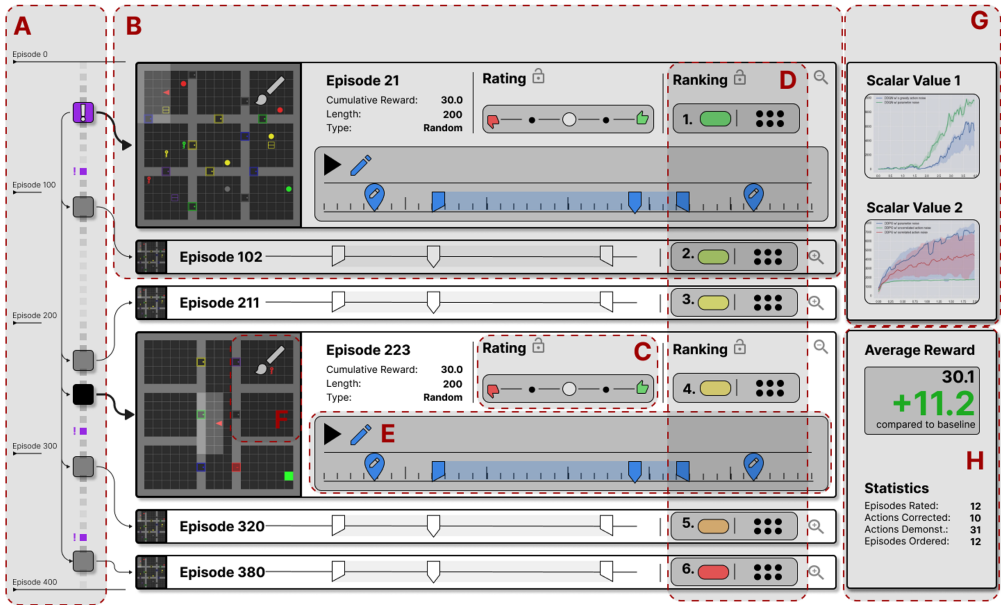 A
B
G
Episode 0
Episode 21
Cumulative Reward: 30.0
Length: 200
Type: Random
Rating
Ranking
D
1.
Scalar Value 1
!
!
Episode 100
Scalar Value 2
Episode 102
2.
Episode 211
3.
Episode 200
Episode 223
Cumulative Reward: 30.0
Length: 200
Type: Random
Rating
C
Ranking
4.
F
E
Average Reward
30.1
+11.2
compared to baseline
!
Episode 300
H
Statistics
Episodes Rated: 12
Actions Corrected: 10
Actions Demonst.: 31
Episodes Ordered: 12
Episode 320
5.
!
Episode 380
6.
Episode 400